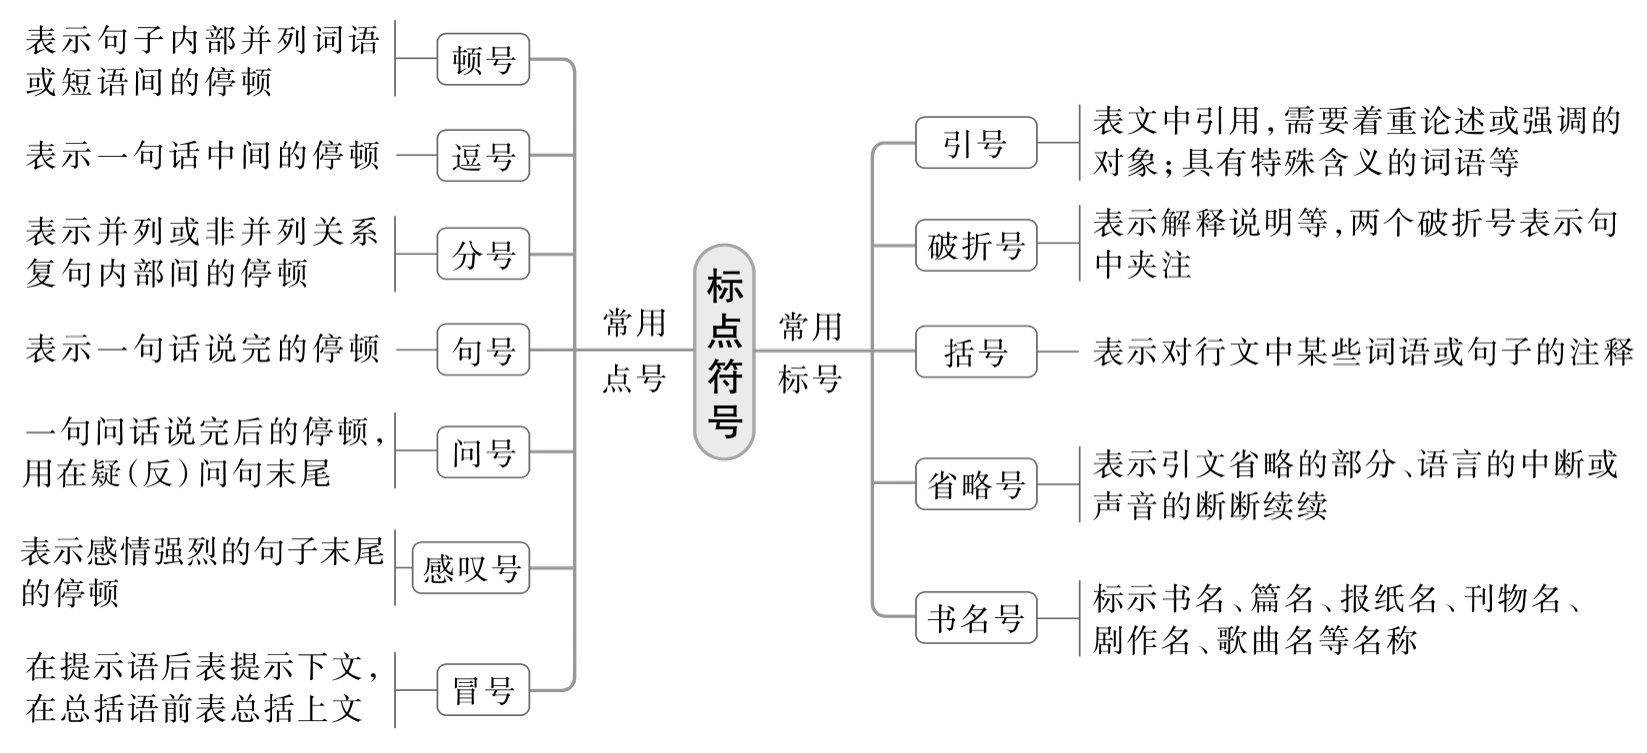 表示句子内部并列词语
或短语间的停顿
顿号
表示一句话中间的停顿
逗号
表示并列或非并列关系
复句内部间的停顿
分号
表示一句话说完的停顿
句号
一句问话说完后的停顿，
用在疑(反)问句末尾
问号
表示感情强烈的句子末尾
的停顿
感叹号
在提示语后表提示下文，
在总括语前表总括上文
冒号
常用
点号
标点符号
常用
标号
引号
表文中引用，需要着重论述或强调的
对象；具有特殊含义的词语等
破折号
表示解释说明等，两个破折号表示句
中夹注
括号
表示对行文中某些词语或句子的注释
省略号
表示引文省略的部分、语言的中断或
声音的断断续续
书名号
标示书名、篇名、报纸名、刊物名、
剧作名、歌曲名等名称